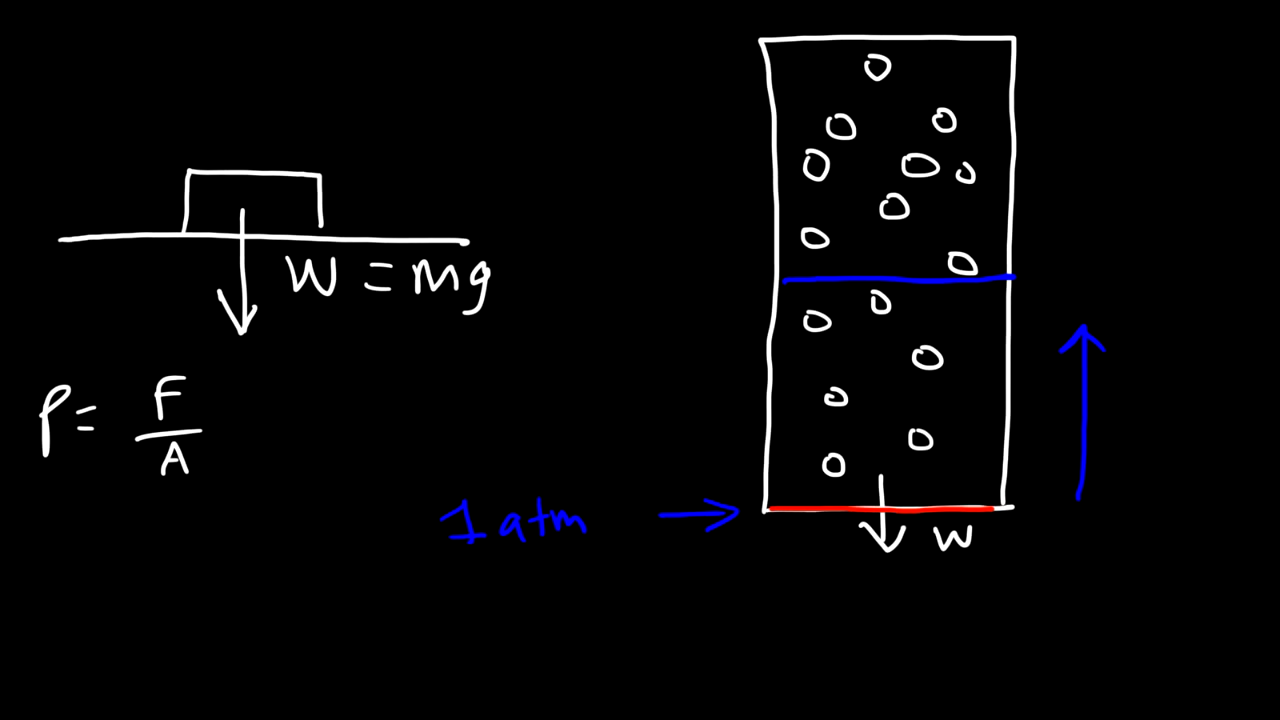 W = mg
P = F/A
1 atm →
W